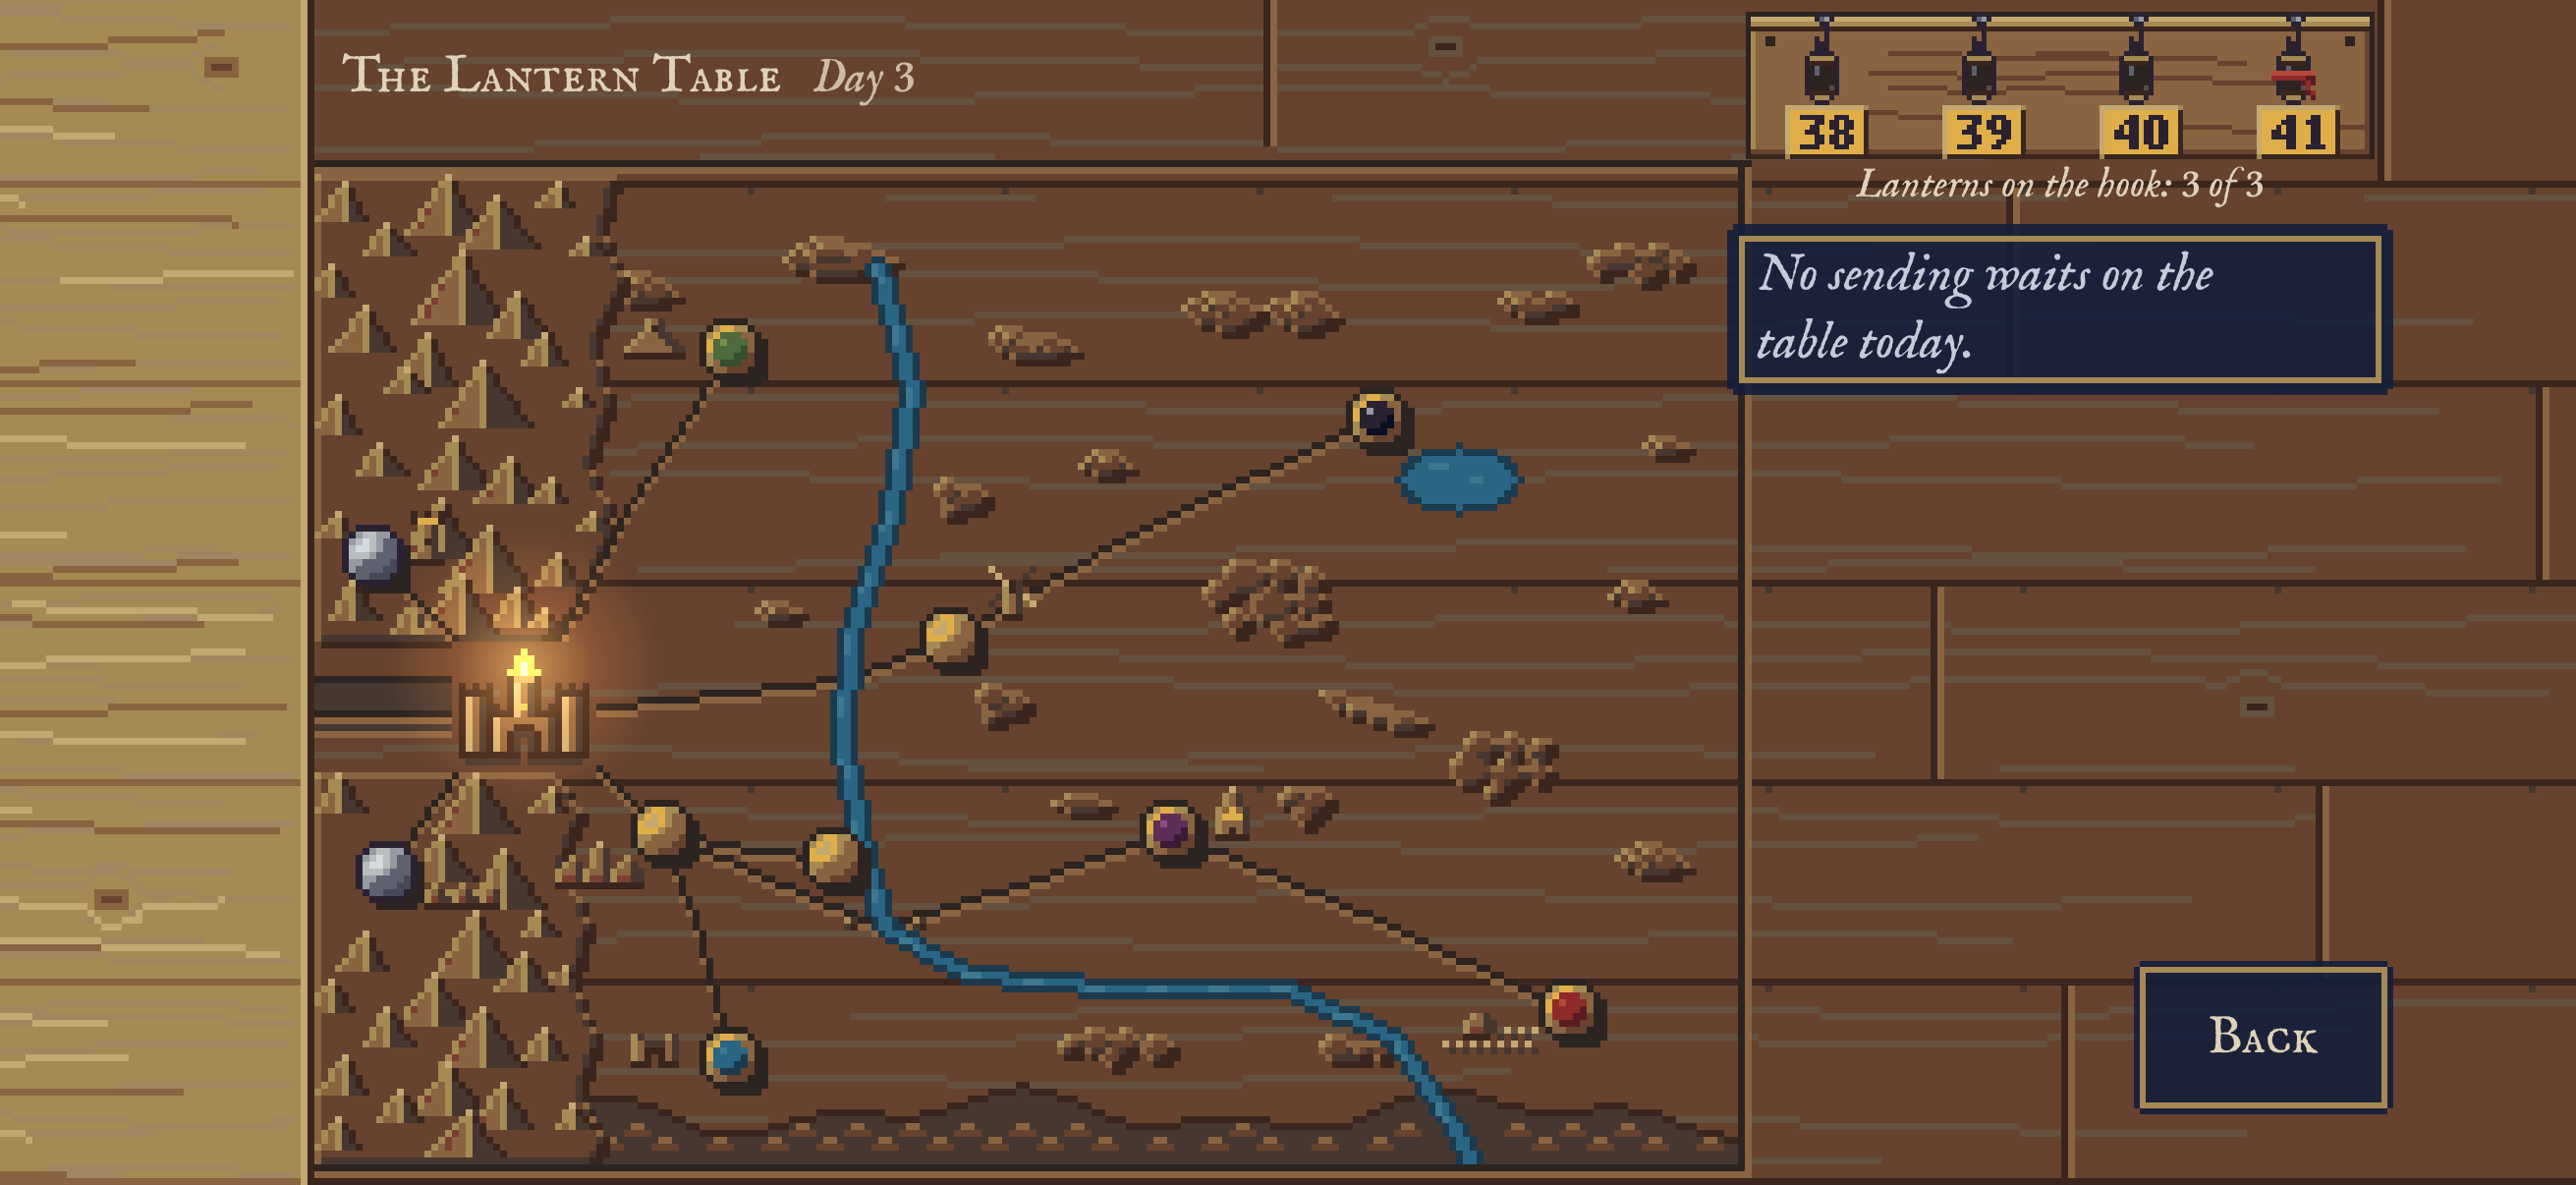 The Lantern Table Day 3
38 39 40 41
Lanterns on the hook: 3 of 3
No sending waits on the
table today.
Back